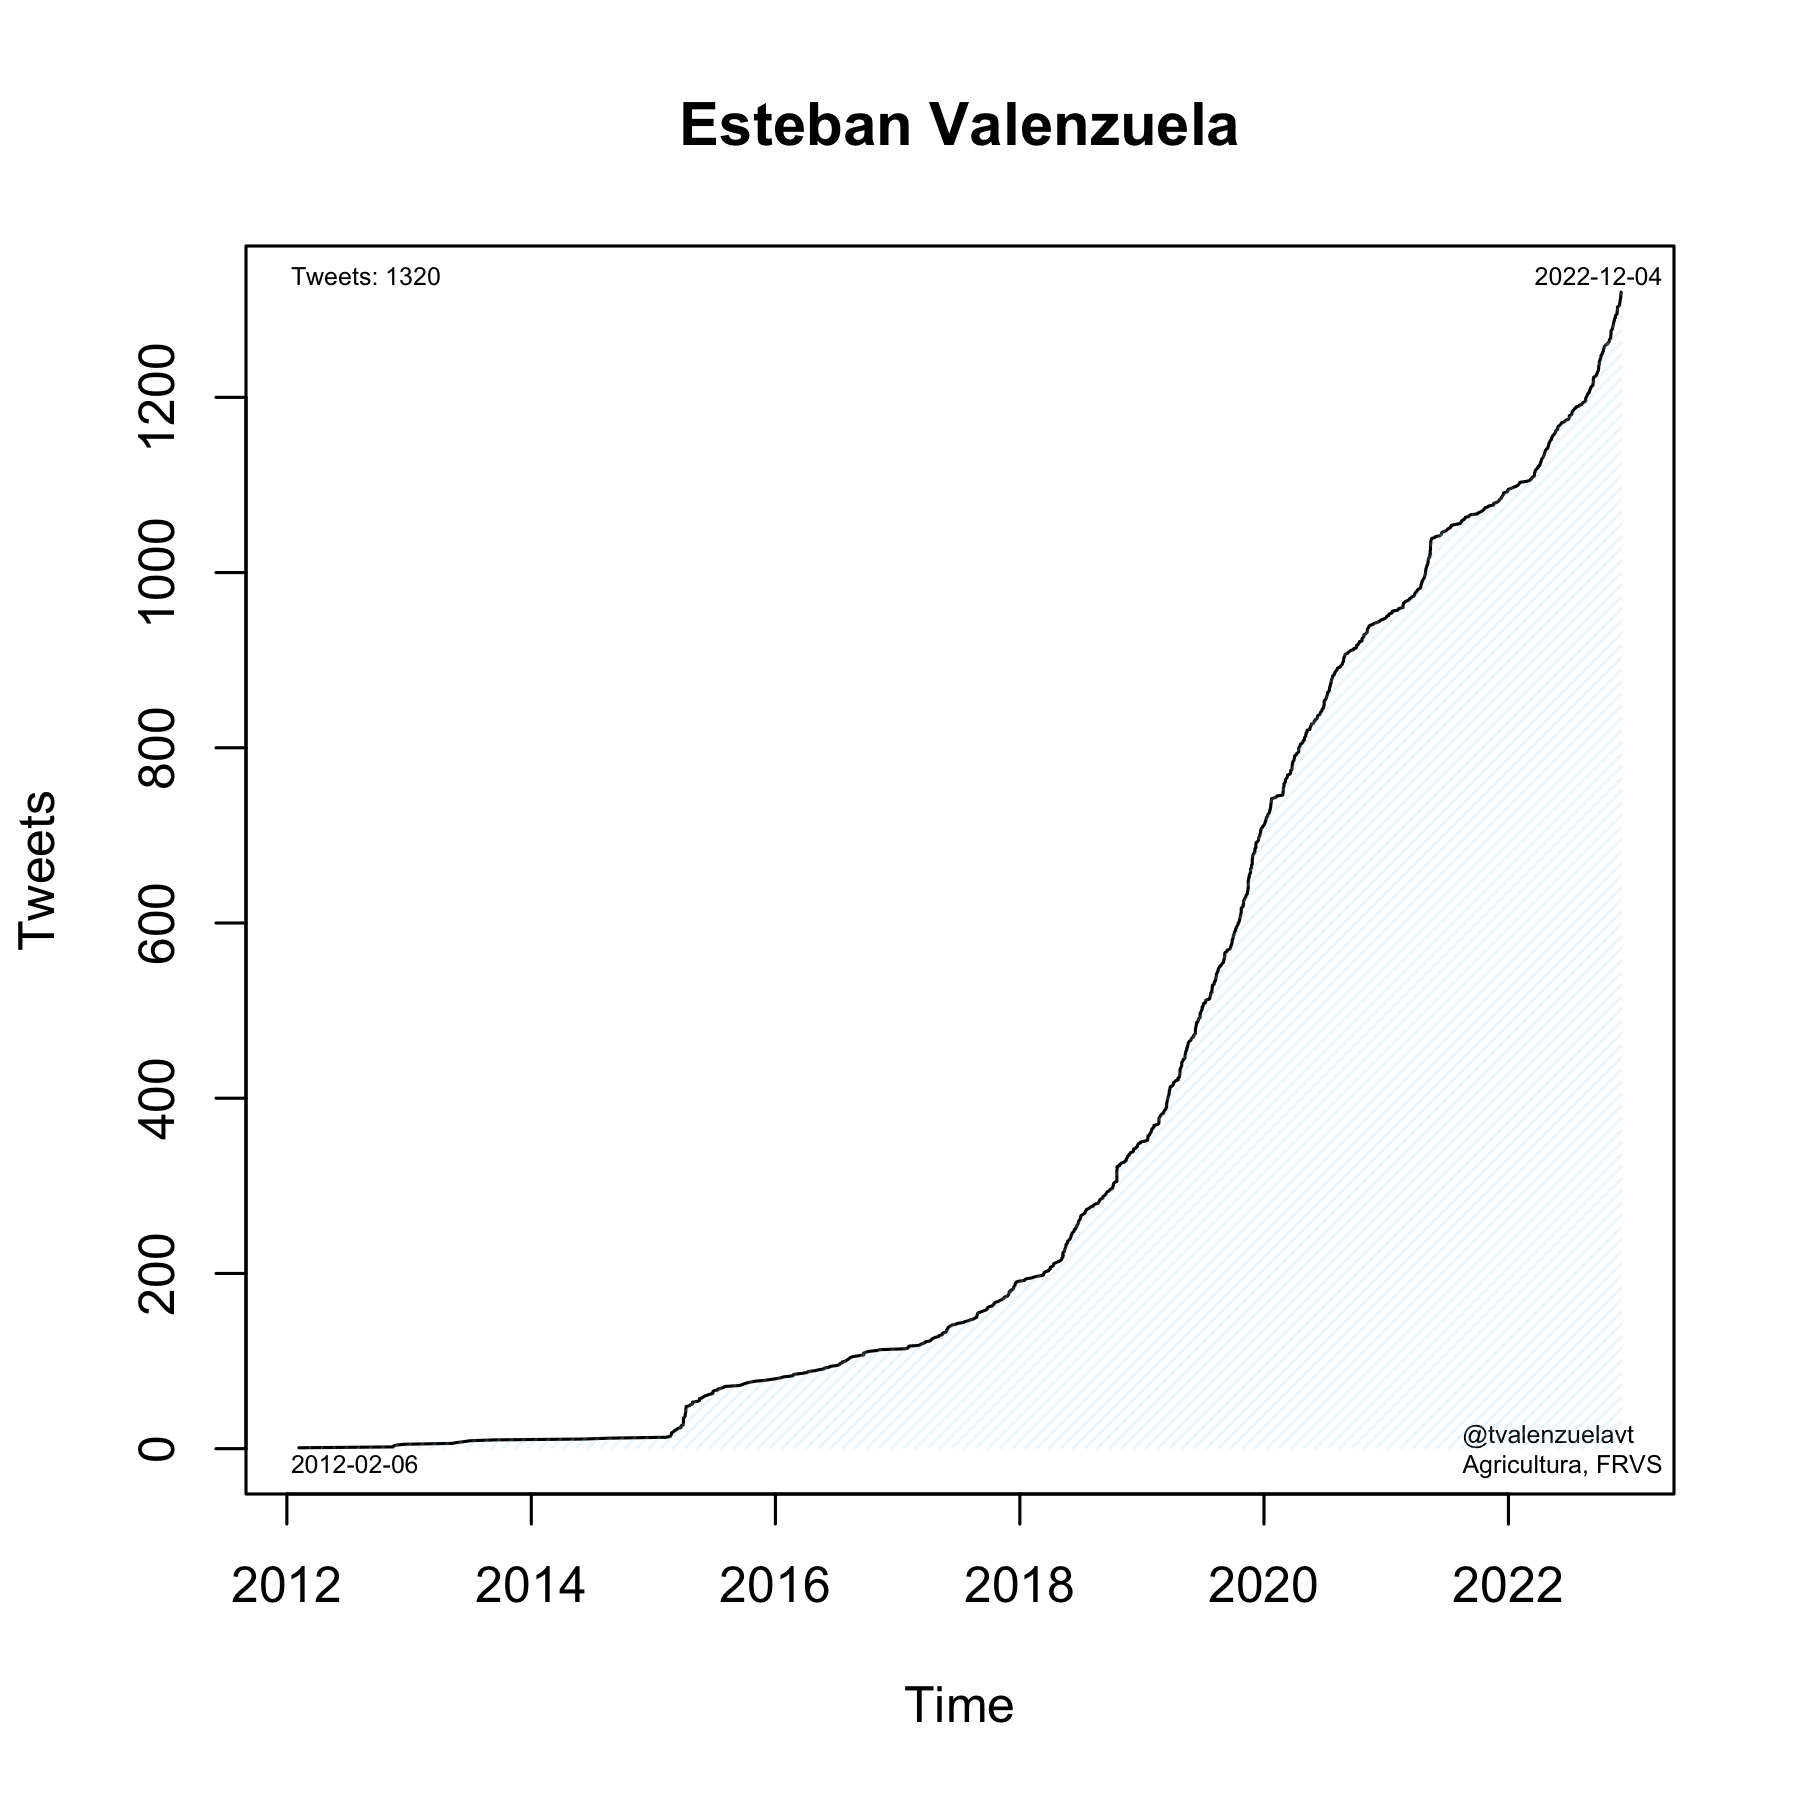 Esteban Valenzuela
Tweets: 1320
2022-12-04
1200
1000
800
600
400
200
0
Tweets
@tvalenzuelavt
Agricultura, FRVS
2012-02-06
2012 2014 2016 2018 2020 2022
Time